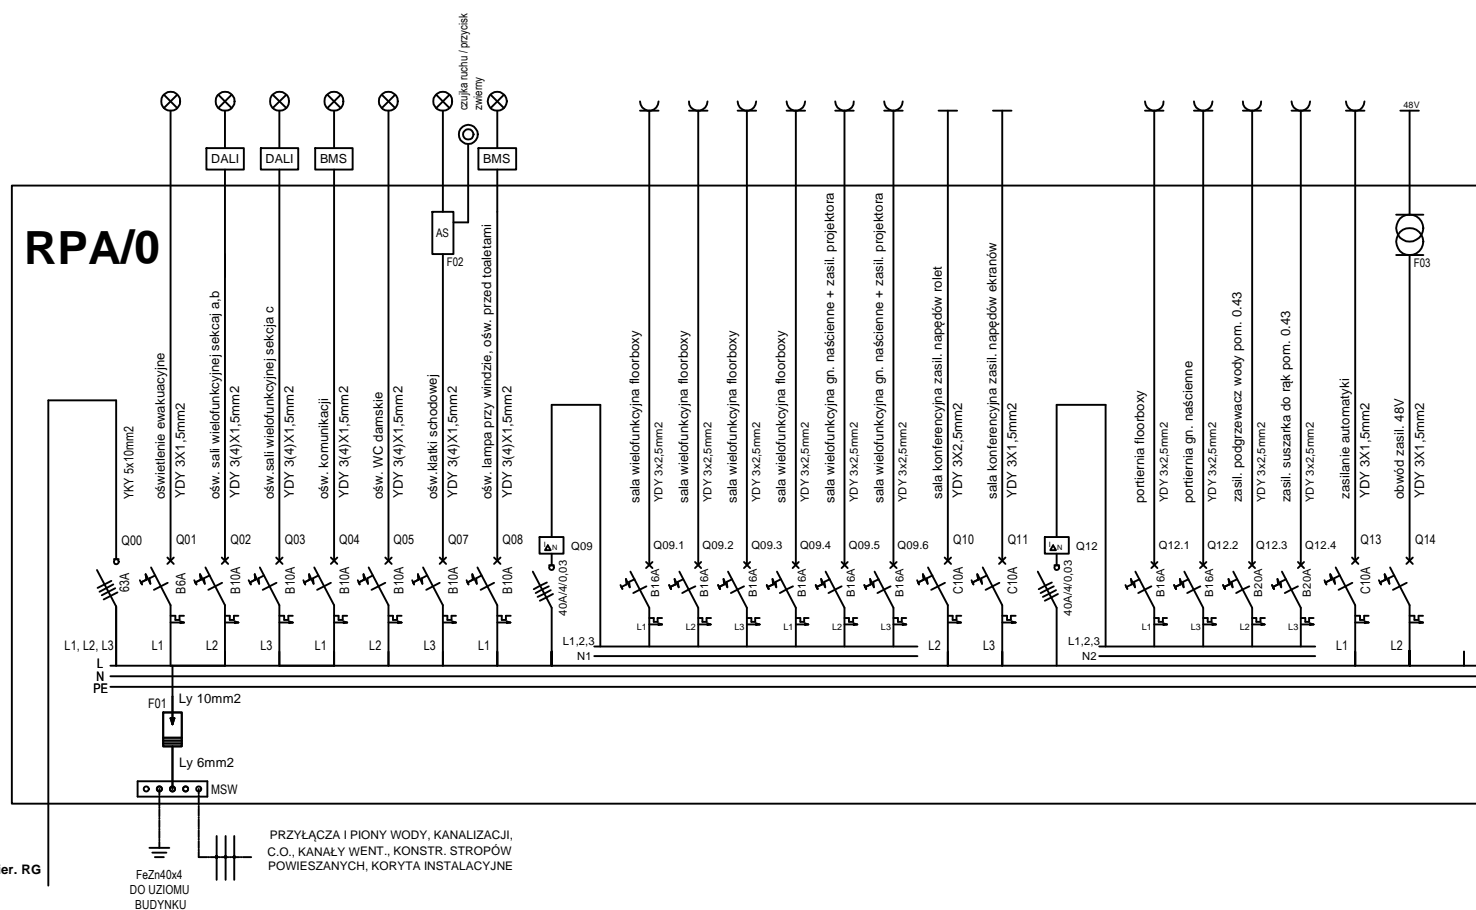 czujka ruchu / przycisk
zwierny
48V
DALI
DALI
BMS
BMS
RPA/0
AS
F02
F03
YKY 5x10mm2
oświetlenie ewakuacyjne
YDY 3X1,5mm2
ośw. sali wielofunkcyjnej sekcaj a,b
YDY 3(4)X1,5mm2
ośw.sali wielofunkcyjnej sekcja c
YDY 3(4)X1,5mm2
ośw. komunikacji
YDY 3(4)X1,5mm2
ośw. WC damskie
YDY 3(4)X1,5mm2
ośw.klatki schodowej
YDY 3(4)X1,5mm2
ośw. lampa przy windzie, ośw. przed toaletami
YDY 3(4)X1,5mm2
sala wielofunkcyjna floorboxy
YDY 3x2,5mm2
sala wielofunkcyjna floorboxy
YDY 3x2,5mm2
sala wielofunkcyjna floorboxy
YDY 3x2,5mm2
sala wielofunkcyjna floorboxy
YDY 3x2,5mm2
sala wielofunkcyjna gn. naścienne + zasil. projektora
YDY 3x2,5mm2
sala wielofunkcyjna gn. naścienne + zasil. projektora
YDY 3x2,5mm2
sala konferencyjna zasil. napędów rolet
YDY 3X2,5mm2
sala konferencyjna zasil. napędów ekranów
YDY 3X1,5mm2
portiernia floorboxy
YDY 3x2,5mm2
portiernia gn. naścienne
YDY 3x2,5mm2
zasil. podgrzewacz wody pom. 0.43
YDY 3x2,5mm2
zasil. suszarka do rąk pom. 0.43
YDY 3x2,5mm2
zasilanie automatyki
YDY 3X1,5mm2
obwód zasil. 48V
YDY 3X1,5mm2
Q00 Q01 Q02 Q03 Q04 Q05 Q07 Q08 Q09 Q09.1 Q09.2 Q09.3 Q09.4 Q09.5 Q09.6 Q10 Q11 Q12 Q12.1 Q12.2 Q12.3 Q12.4 Q13 Q14
I▲N I▲N
63A B6A B10A B10A B10A B10A B10A B10A 40A/4/0,03 B16A B16A B16A B16A B16A B16A C10A C10A 40A/4/0,03 B16A B16A B20A B20A C10A
L1 L2 L3 L1 L2 L3 L1 L3 L2 L3
L1, L2, L3 L1 L2 L3 L1 L2 L3 L1 L1,2,3 L2 L3 L1,2,3 L1 L2
N1 N2
L
N
PE
F01 Ly 10mm2
Ly 6mm2
MSW
PRZYŁĄCZA I PIONY WODY, KANALIZACJI,
C.O., KANAŁY WENT., KONSTR. STROPÓW
POWIESZANYCH, KORYTA INSTALACYJNE
ier. RG
FeZn40x4
DO UZIOMU
BUDYNKU